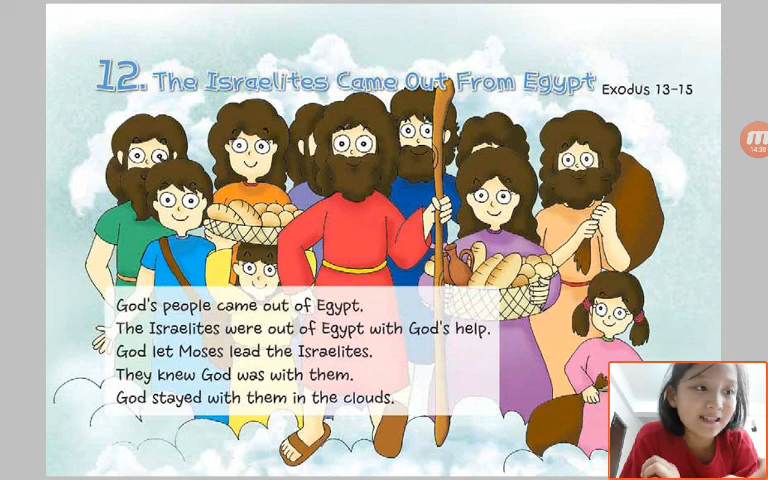 12. The Israelites Came Out From Egypt
Exodus 13-15
God's people came out of Egypt.
The Israelites were out of Egypt with God's help.
God let Moses lead the Israelites.
They knew God was with them.
God stayed with them in the clouds.
14:39